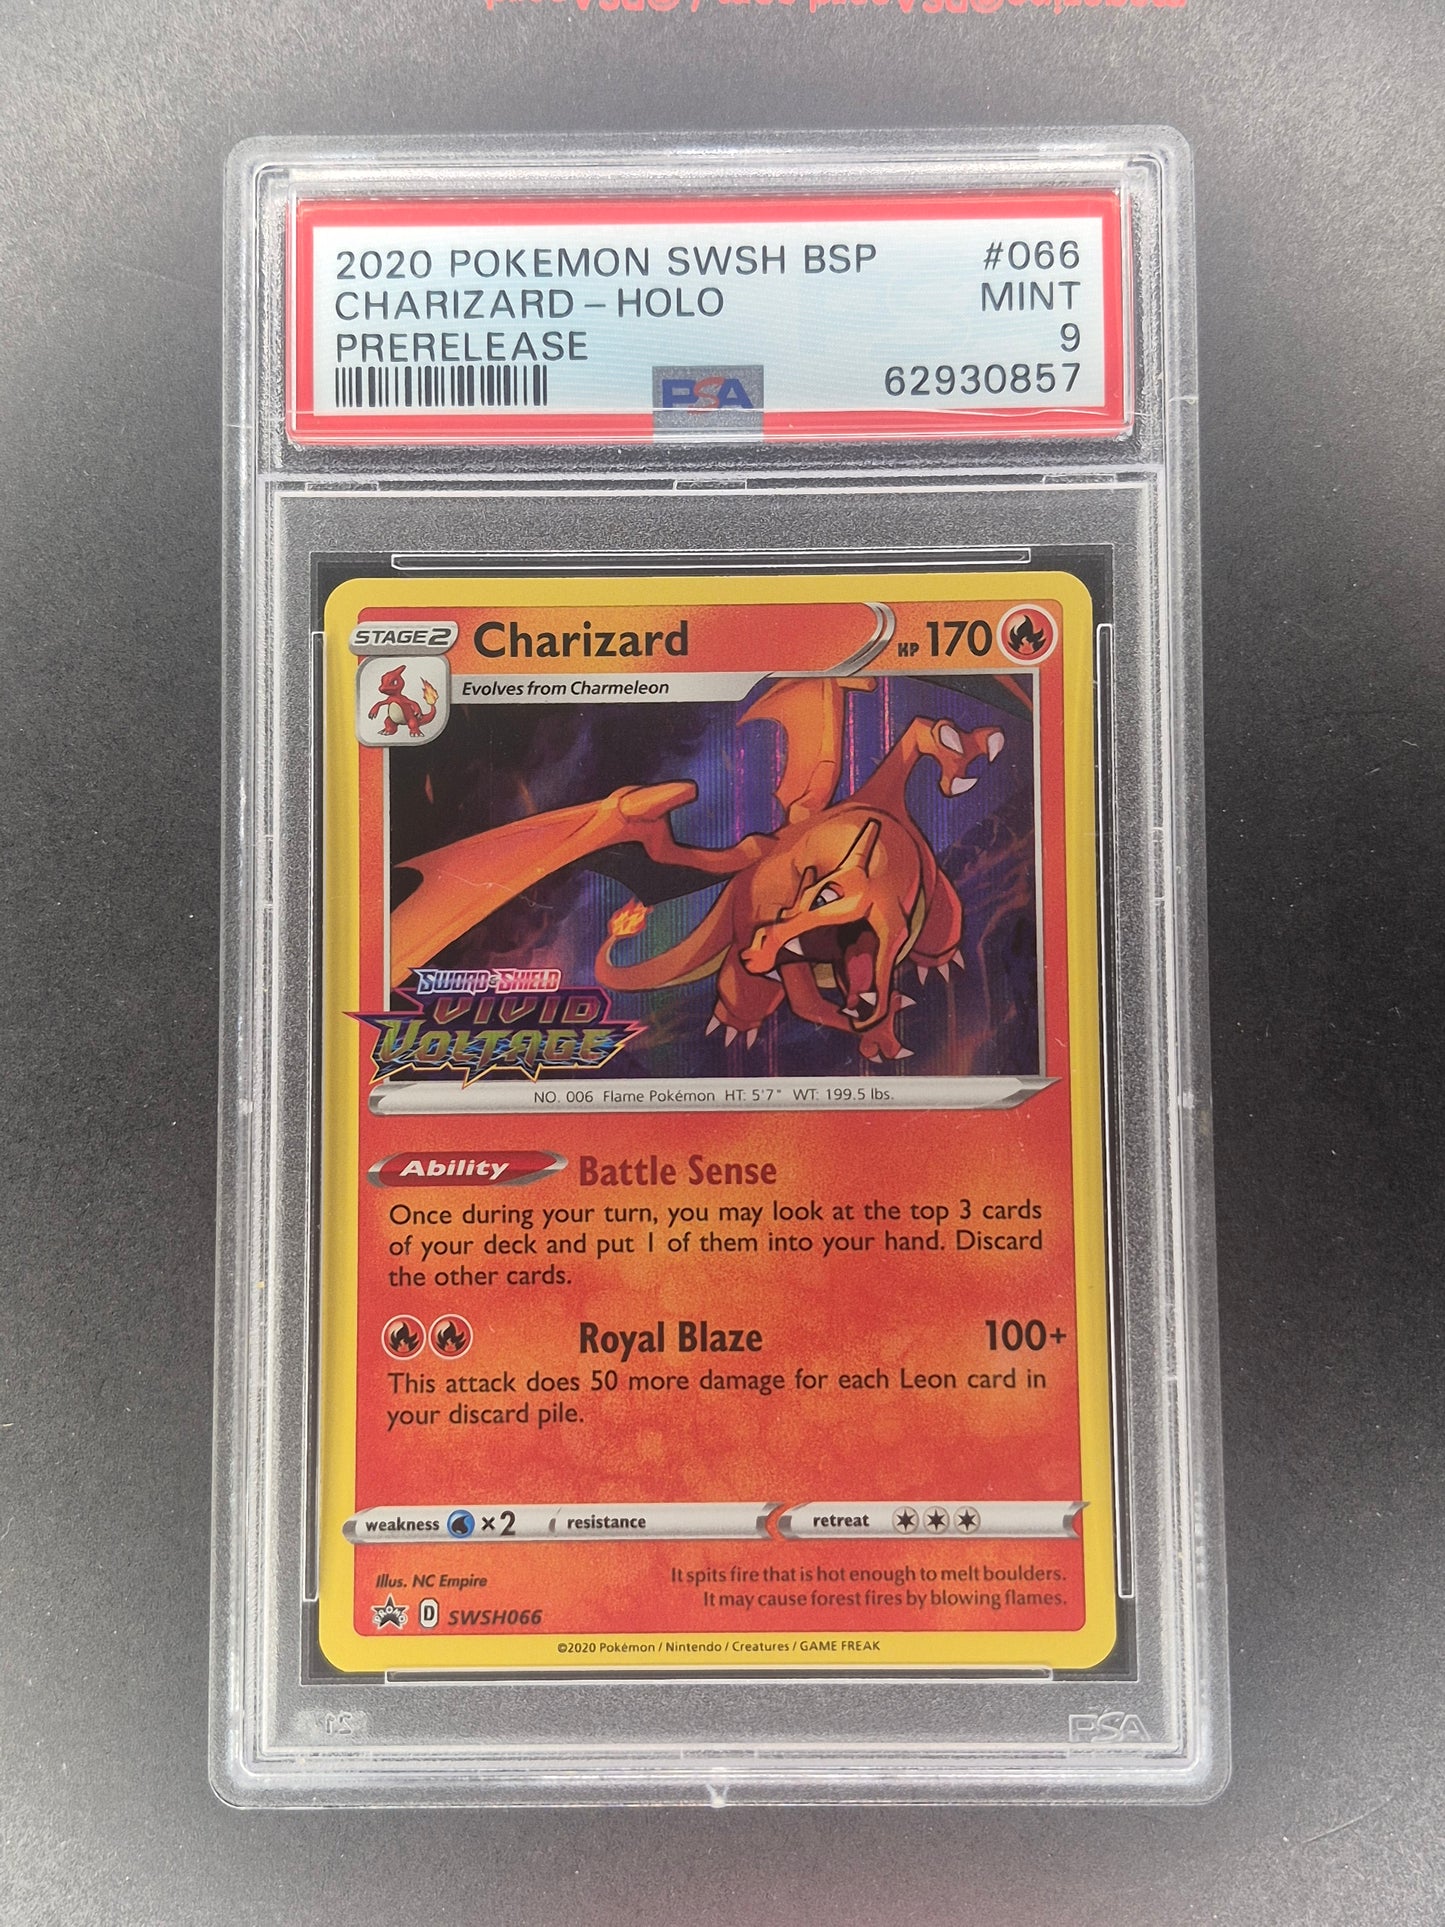 2020 POKEMON SWSH BSP #066
CHARIZARD - HOLO MINT
PRERELEASE 9
PSA 62930857
STAGE 2 Charizard HP 170
Evolves from Charmeleon
SWORD & SHIELD
VIVID
VOLTAGE
NO. 006 Flame Pokémon HT: 5'7" WT: 199.5 lbs.
Ability Battle Sense
Once during your turn, you may look at the top 3 cards
of your deck and put 1 of them into your hand. Discard
the other cards.
Royal Blaze 100+
This attack does 50 more damage for each Leon card in
your discard pile.
weakness ×2 resistance retreat
Illus. NC Empire
It spits fire that is hot enough to melt boulders.
It may cause forest fires by blowing flames.
PROMO D SWSH066
©2020 Pokémon / Nintendo / Creatures / GAME FREAK
PSA